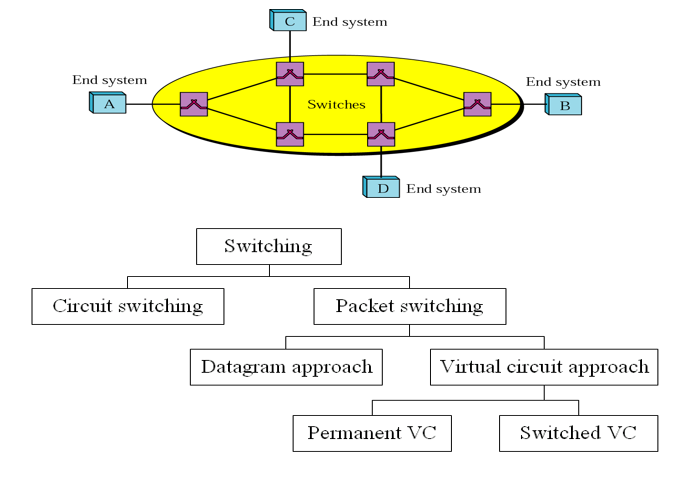 C End system
End system
End system
A
Switches
B
D End system
Switching
Circuit switching
Packet switching
Datagram approach
Virtual circuit approach
Permanent VC
Switched VC